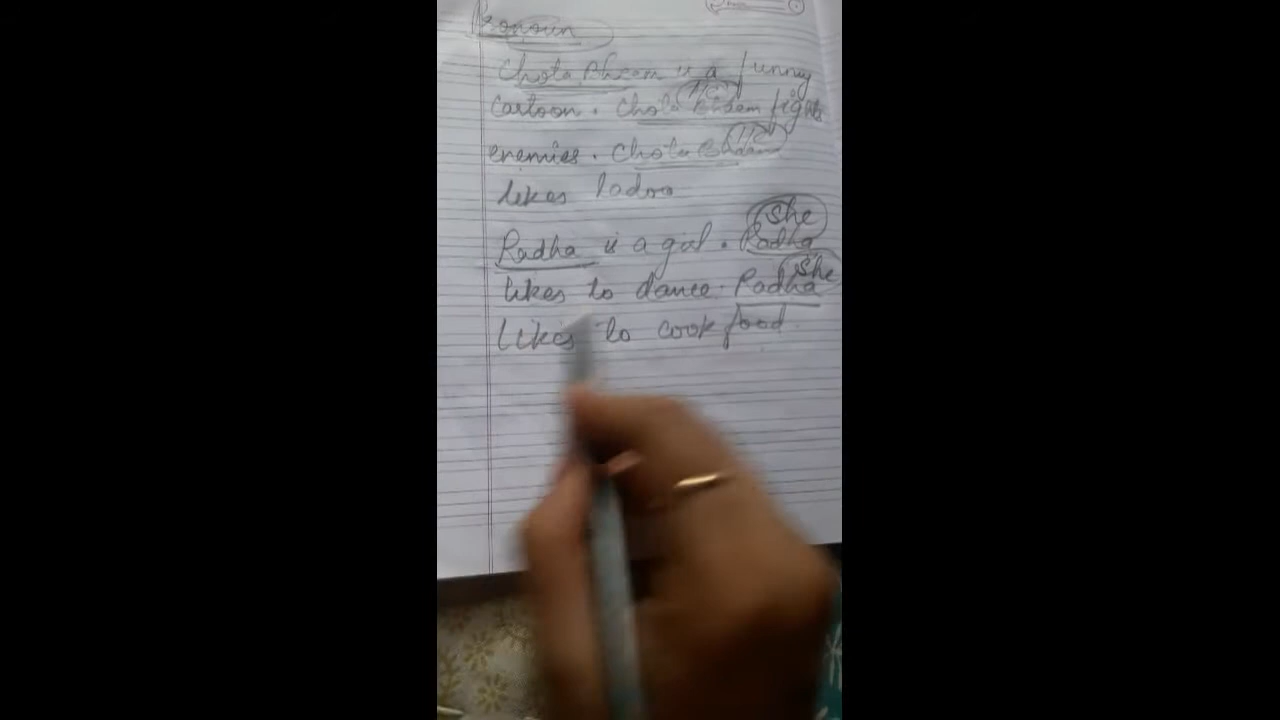 Pronoun
Chota Bheem is a funny
He
cartoon. Chota Bheem fights
He
enemies. Chota Bheem
likes ladoo
She
Radha is a girl. Radha
She
likes to dance. Radha
likes to cook food.